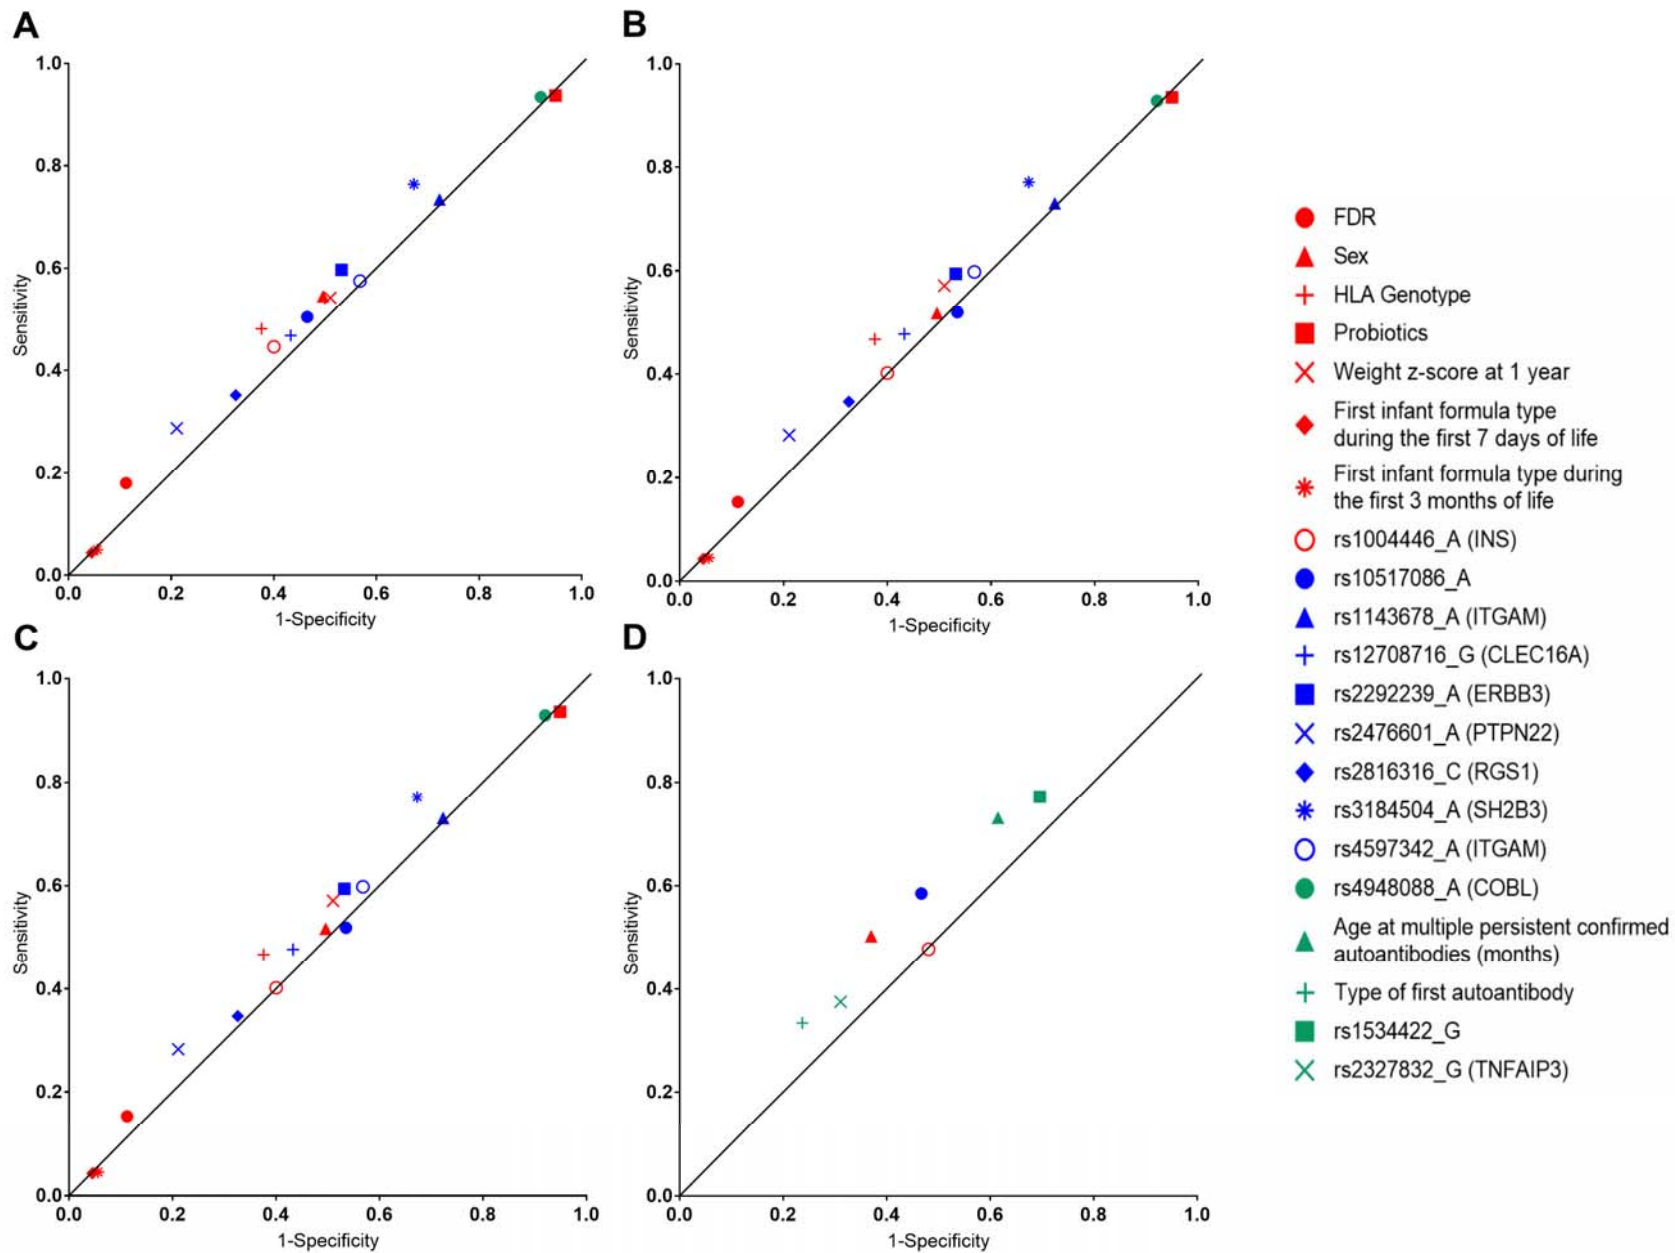 A
1.0
0.8
0.6
0.4
0.2
0.0
Sensitivity
0.0 0.2 0.4 0.6 0.8 1.0
1-Specificity
B
1.0
0.8
0.6
0.4
0.2
0.0
Sensitivity
0.0 0.2 0.4 0.6 0.8 1.0
1-Specificity
C
1.0
0.8
0.6
0.4
0.2
0.0
Sensitivity
0.0 0.2 0.4 0.6 0.8 1.0
1-Specificity
D
1.0
0.8
0.6
0.4
0.2
0.0
Sensitivity
0.0 0.2 0.4 0.6 0.8 1.0
1-Specificity
FDR
Sex
HLA Genotype
Probiotics
Weight z-score at 1 year
First infant formula type
during the first 7 days of life
First infant formula type during
the first 3 months of life
rs1004446_A (INS)
rs10517086_A
rs1143678_A (ITGAM)
rs12708716_G (CLEC16A)
rs2292239_A (ERBB3)
rs2476601_A (PTPN22)
rs2816316_C (RGS1)
rs3184504_A (SH2B3)
rs4597342_A (ITGAM)
rs4948088_A (COBL)
Age at multiple persistent confirmed
autoantibodies (months)
Type of first autoantibody
rs1534422_G
rs2327832_G (TNFAIP3)